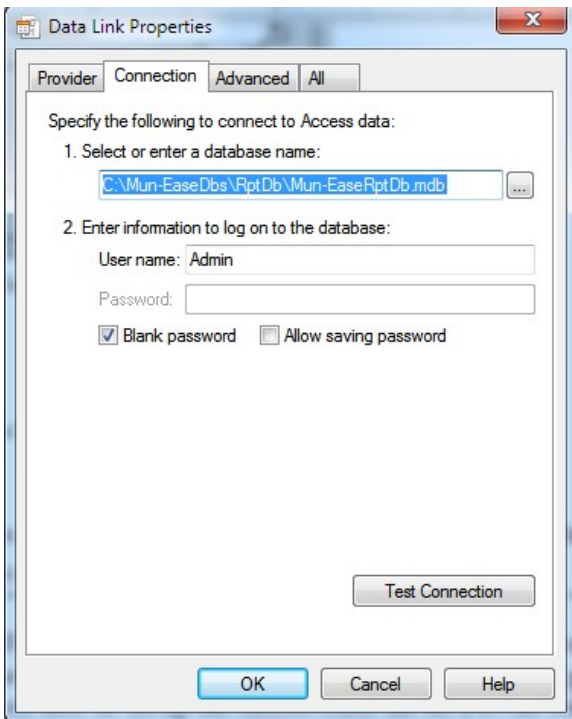 Data Link Properties
Provider Connection Advanced All
Specify the following to connect to Access data:
1. Select or enter a database name:
C:\Mun-EaseDbs\RptDb\Mun-EaseRptDb.mdb ...
2. Enter information to log on to the database:
User name: Admin
Password:
Blank password Allow saving password
Test Connection
OK Cancel Help